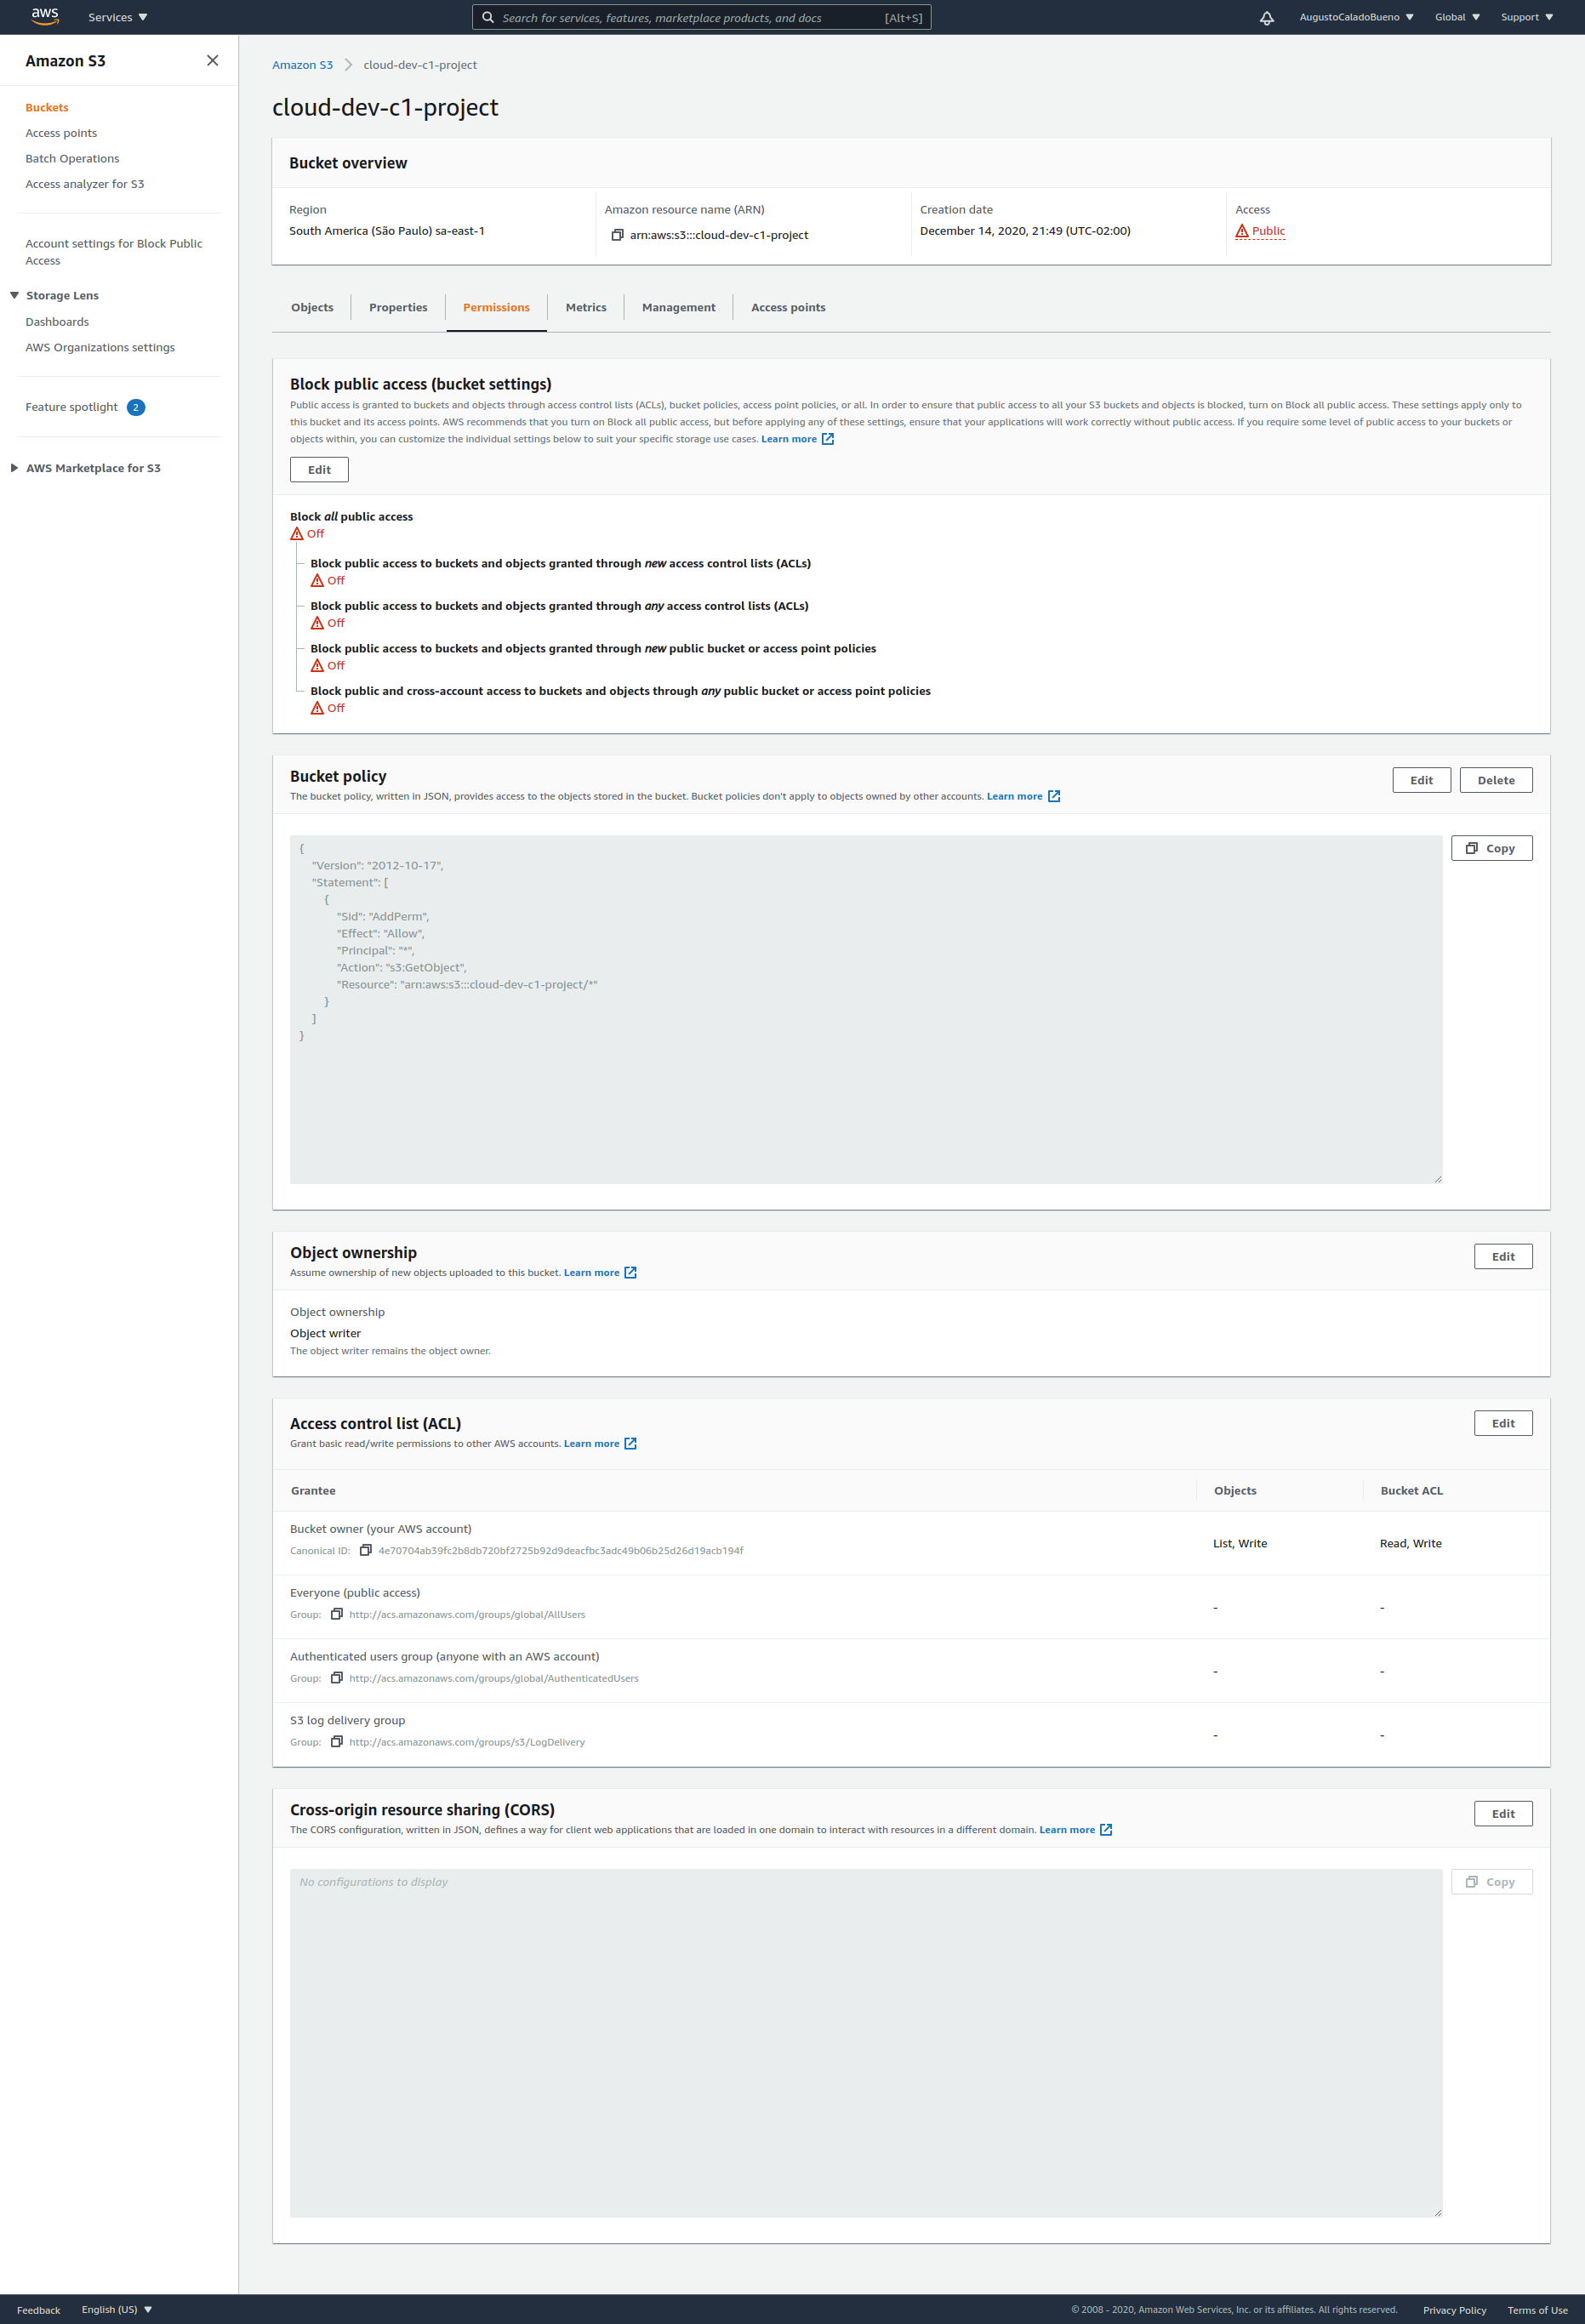 aws
Services
Search for services, features, marketplace products, and docs [Alt+S]
AugustoCaladoBueno
Global
Support
Amazon S3
Buckets
Access points
Batch Operations
Access analyzer for S3
Account settings for Block Public
Access
Storage Lens
Dashboards
AWS Organizations settings
Feature spotlight 2
AWS Marketplace for S3
Amazon S3 cloud-dev-c1-project
cloud-dev-c1-project
Bucket overview
Region
South America (São Paulo) sa-east-1
Amazon resource name (ARN)
arn:aws:s3:::cloud-dev-c1-project
Creation date
December 14, 2020, 21:49 (UTC-02:00)
Access
Public
Objects
Properties
Permissions
Metrics
Management
Access points
Block public access (bucket settings)
Public access is granted to buckets and objects through access control lists (ACLs), bucket policies, access point policies, or all. In order to ensure that public access to all your S3 buckets and objects is blocked, turn on Block all public access. These settings apply only to
this bucket and its access points. AWS recommends that you turn on Block all public access, but before applying any of these settings, ensure that your applications will work correctly without public access. If you require some level of public access to your buckets or
objects within, you can customize the individual settings below to suit your specific storage use cases. Learn more
Edit
Block all public access
Off
Block public access to buckets and objects granted through new access control lists (ACLs)
Off
Block public access to buckets and objects granted through any access control lists (ACLs)
Off
Block public access to buckets and objects granted through new public bucket or access point policies
Off
Block public and cross-account access to buckets and objects through any public bucket or access point policies
Off
Bucket policy
The bucket policy, written in JSON, provides access to the objects stored in the bucket. Bucket policies don't apply to objects owned by other accounts. Learn more
Edit
Delete
Copy
{
"Version": "2012-10-17",
"Statement": [
{
"Sid": "AddPerm",
"Effect": "Allow",
"Principal": "*",
"Action": "s3:GetObject",
"Resource": "arn:aws:s3:::cloud-dev-c1-project/*"
}
]
}
Object ownership
Assume ownership of new objects uploaded to this bucket. Learn more
Edit
Object ownership
Object writer
The object writer remains the object owner.
Access control list (ACL)
Grant basic read/write permissions to other AWS accounts. Learn more
Edit
Grantee Objects Bucket ACL
Bucket owner (your AWS account)
Canonical ID: 4e70704ab39fc2b8db720bf2725b92d9deacfbc3adc49b06b25d26d19acb194f
List, Write Read, Write
Everyone (public access)
Group: http://acs.amazonaws.com/groups/global/AllUsers
- -
Authenticated users group (anyone with an AWS account)
Group: http://acs.amazonaws.com/groups/global/AuthenticatedUsers
- -
S3 log delivery group
Group: http://acs.amazonaws.com/groups/s3/LogDelivery
- -
Cross-origin resource sharing (CORS)
The CORS configuration, written in JSON, defines a way for client web applications that are loaded in one domain to interact with resources in a different domain. Learn more
Edit
No configurations to display
Copy
Feedback English (US)
© 2008 - 2020, Amazon Web Services, Inc. or its affiliates. All rights reserved. Privacy Policy Terms of Use